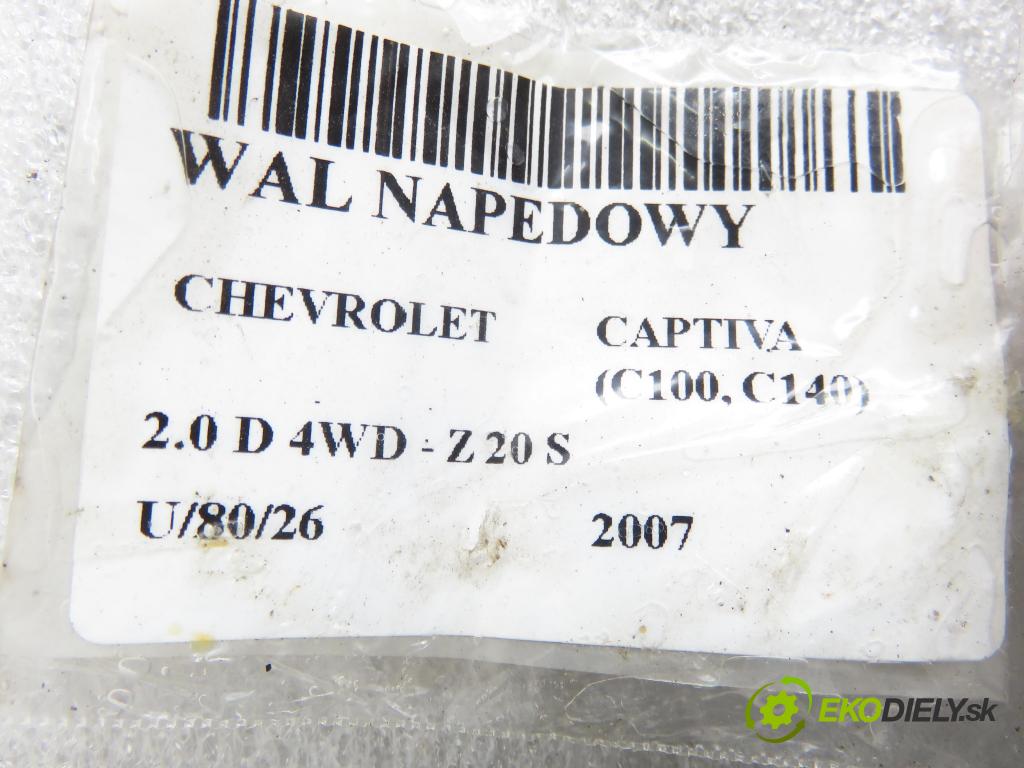 WAL NAPEDOWY
CHEVROLET CAPTIVA
(C100, C140)
2.0 D 4WD - Z 20 S
U/80/26 2007
EKODIELY.sk